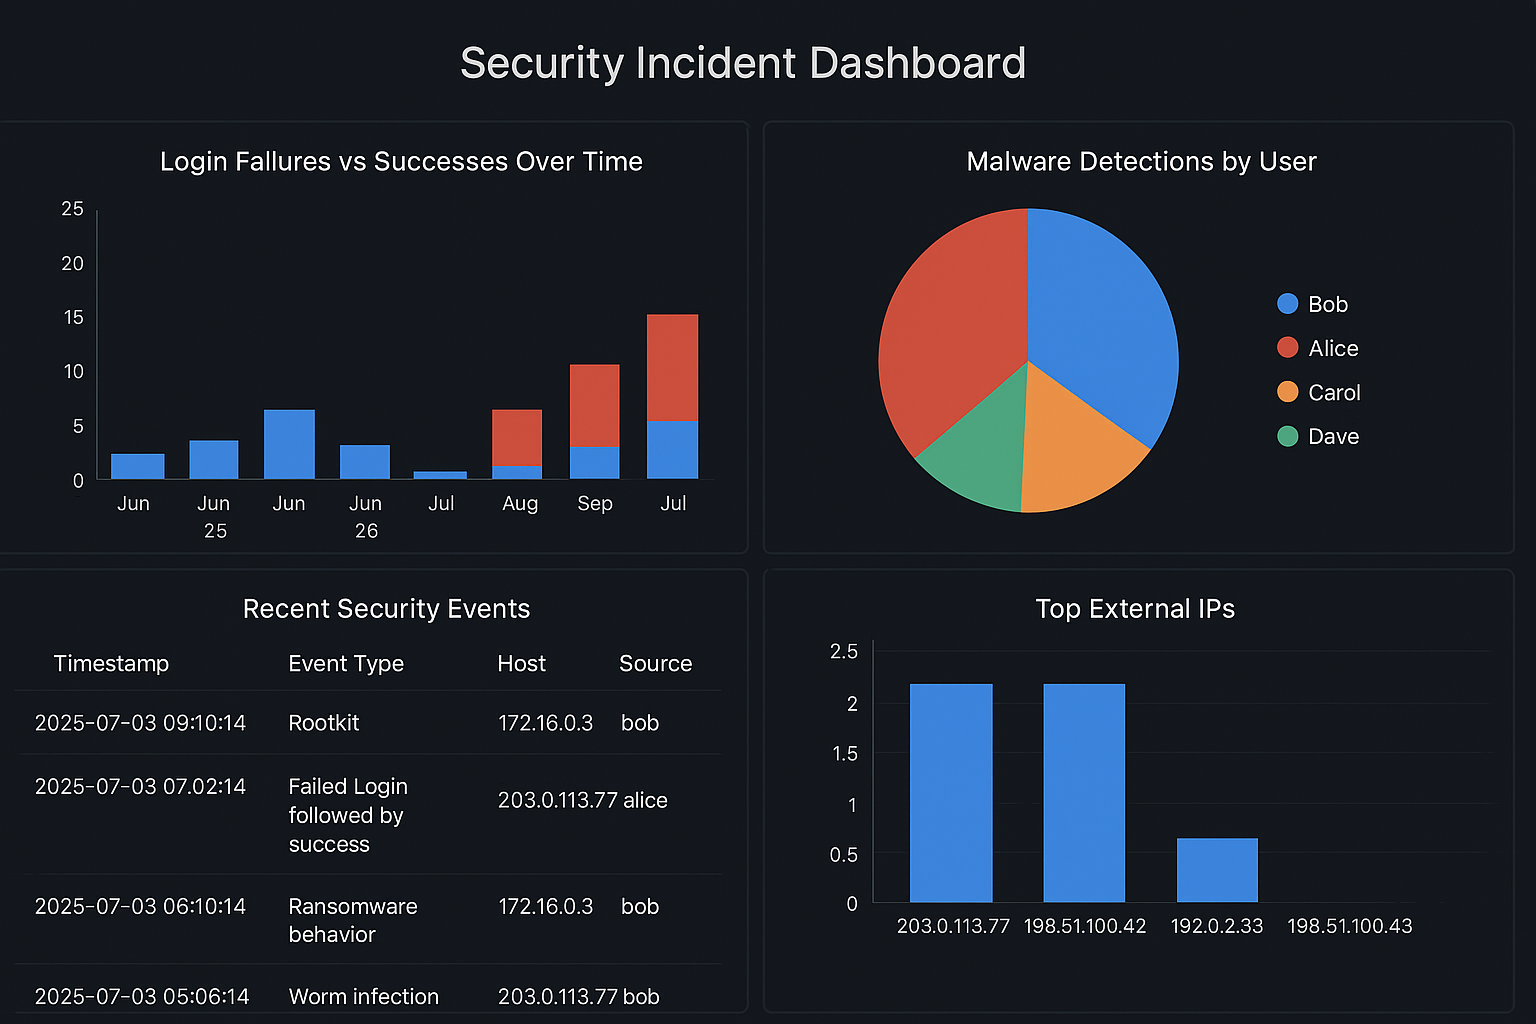 Security Incident Dashboard
Login Fallures vs Successes Over Time
25
20
15
10
5
0
Jun Jun Jun Jun Jul Aug Sep Jul
25 26
Malware Detections by User
Bob
Alice
Carol
Dave
Recent Security Events
Timestamp Event Type Host Source
2025-07-03 09:10:14 Rootkit 172.16.0.3 bob
2025-07-03 07.02:14 Failed Login
followed by
success
203.0.113.77 alice
2025-07-03 06:10:14 Ransomware
behavior
172.16.0.3 bob
2025-07-03 05:06:14 Worm infection 203.0.113.77 bob
Top External IPs
2.5
2
1.5
1
0.5
0
203.0.113.77 198.51.100.42 192.0.2.33 198.51.100.43